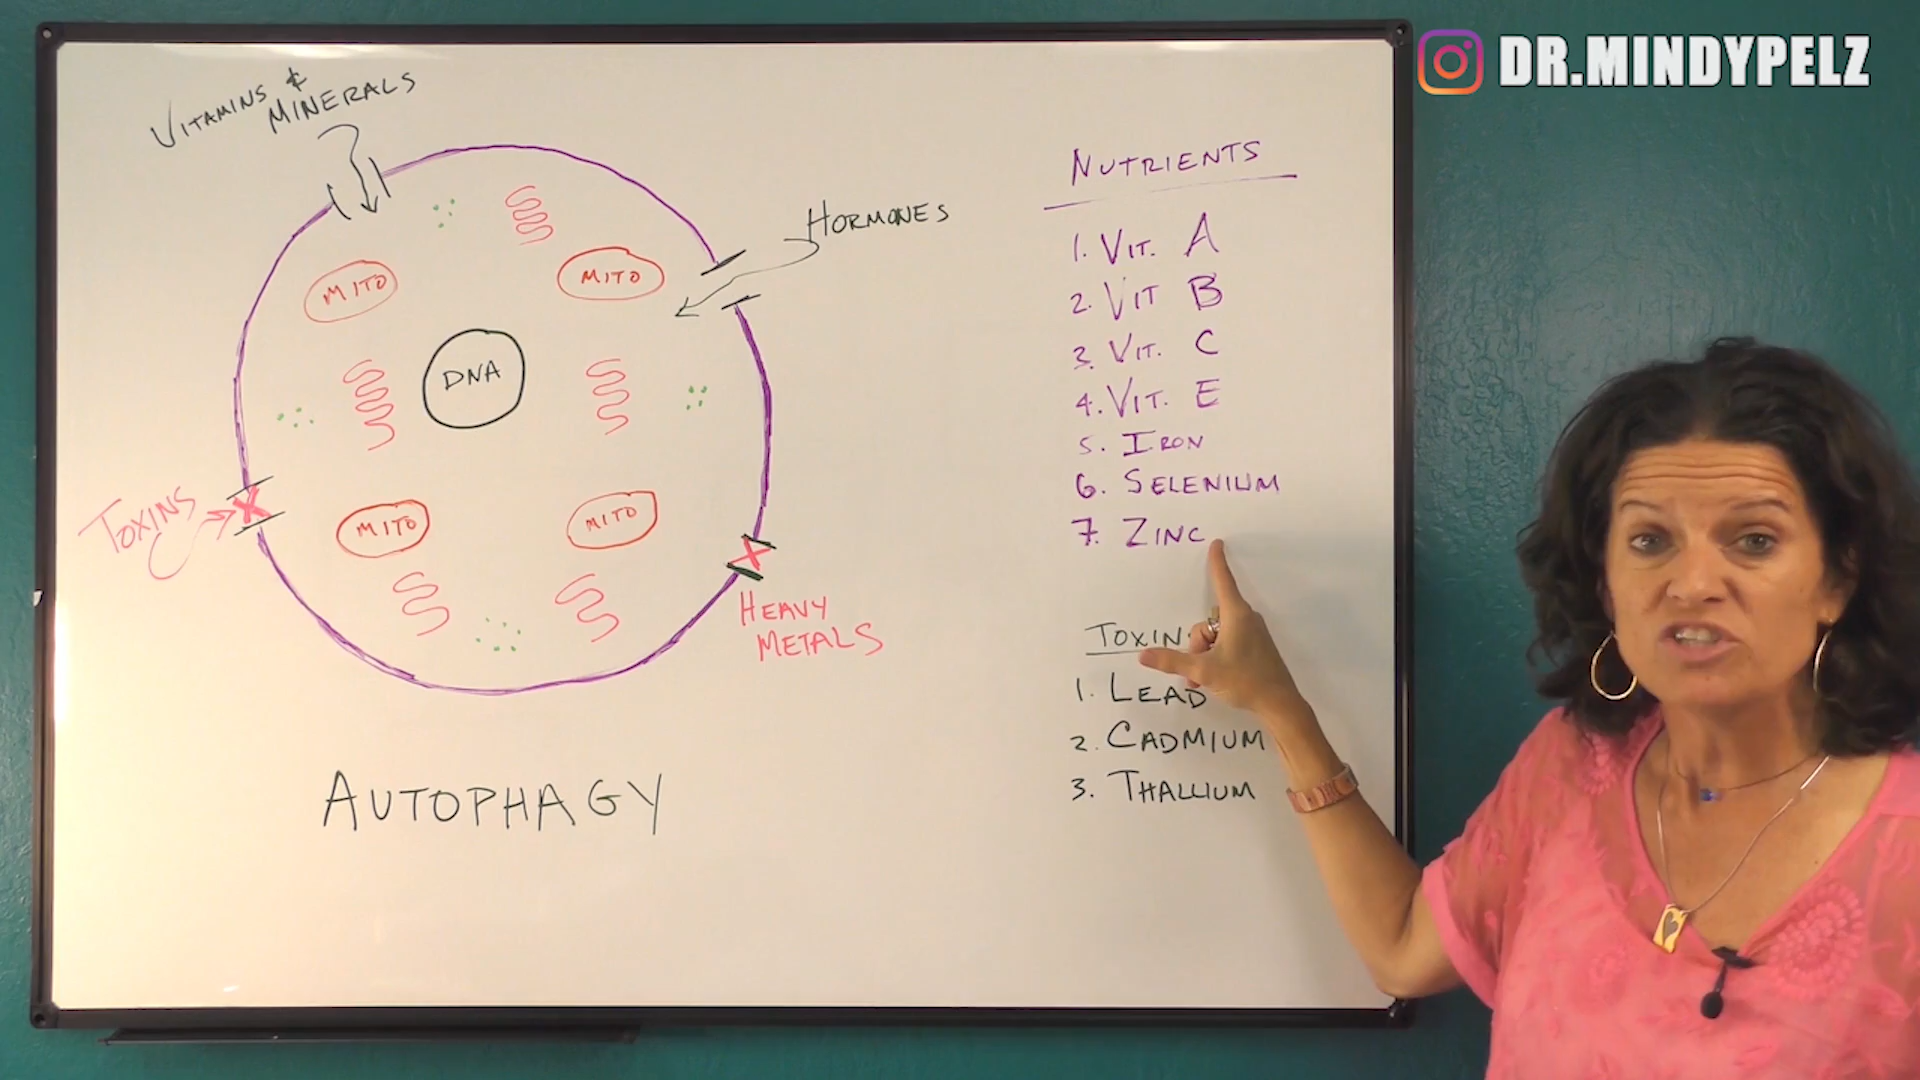 DR.MINDYPELZ
VITAMINS &
MINERALS
HORMONES
MITO
MITO
DNA
TOXINS
MITO
MITO
HEAVY
METALS
AUTOPHAGY
NUTRIENTS
1. VIT. A
2. VIT B
3. VIT. C
4. VIT. E
5. IRON
6. SELENIUM
7. ZINC
TOXIN
1. LEAD
2. CADMIUM
3. THALLIUM